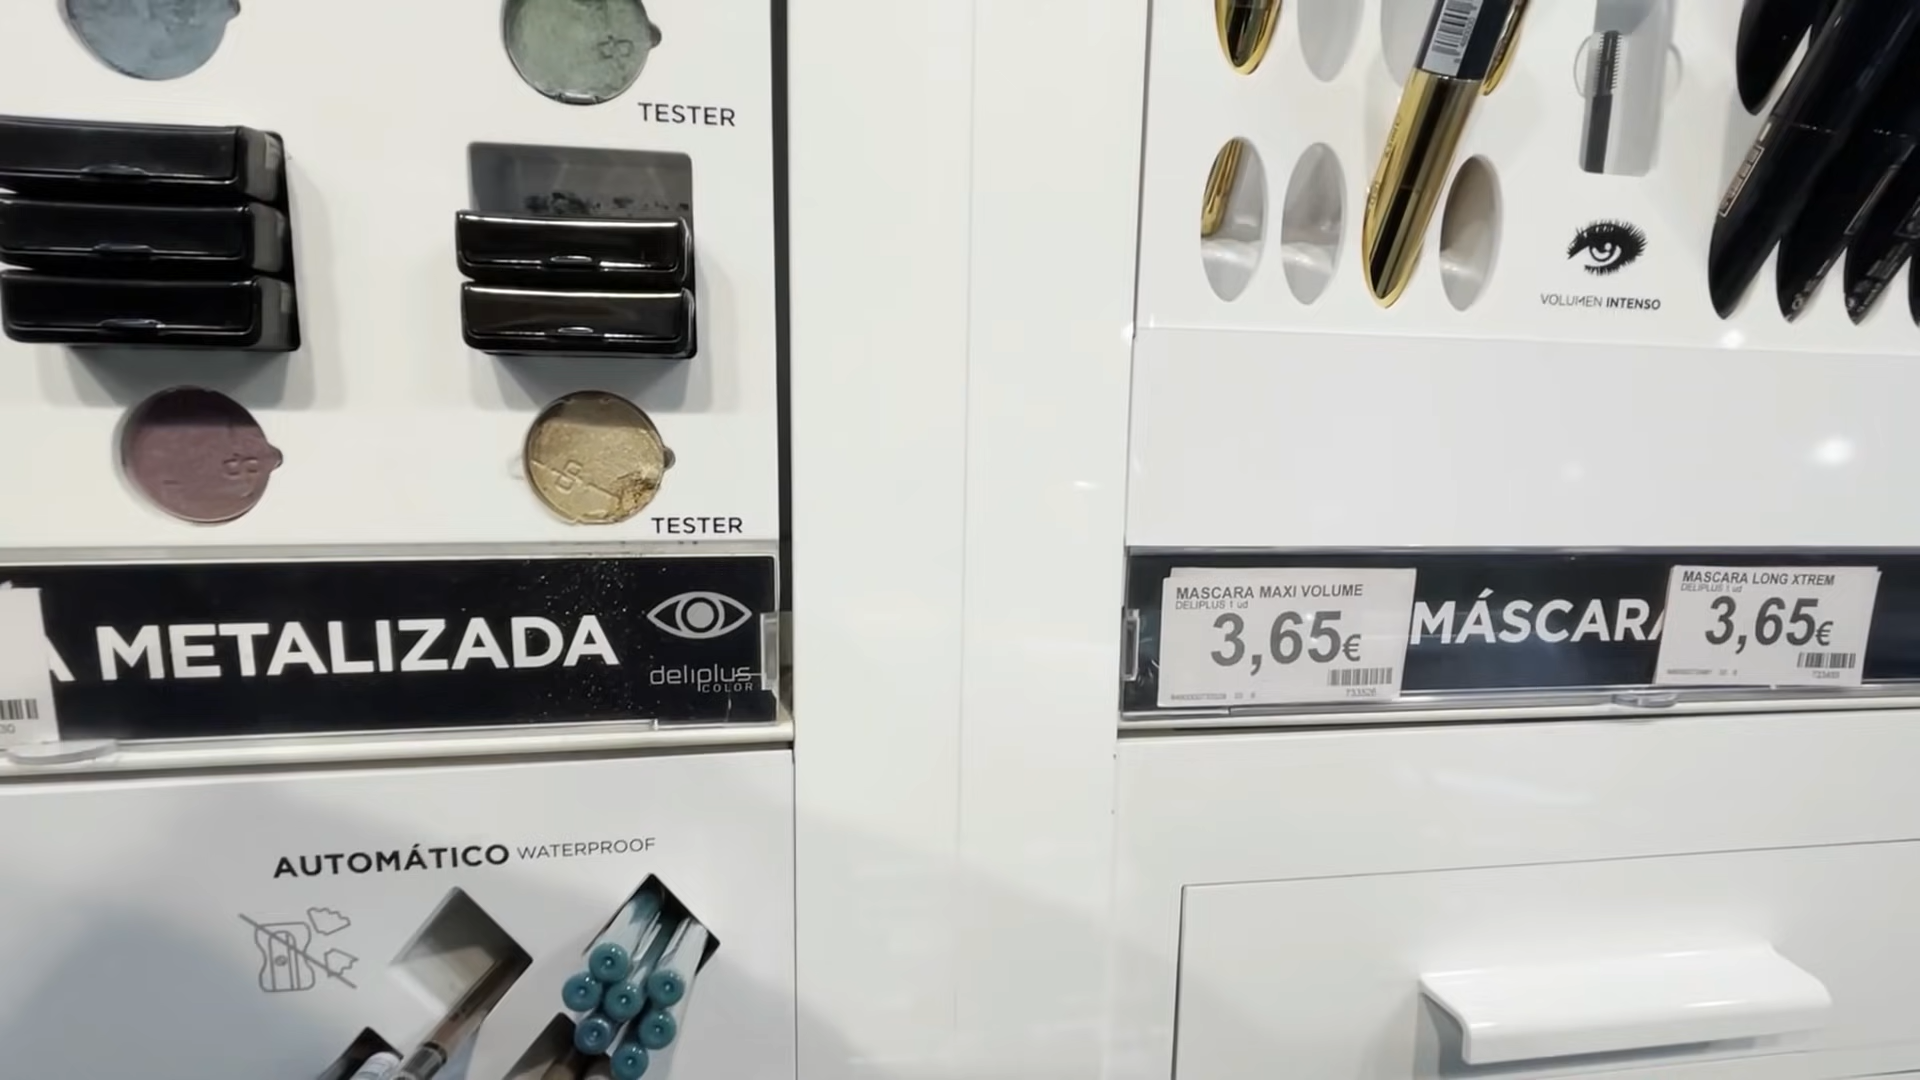 TESTER
TESTER
A METALIZADA
deliplus
COLOR
AUTOMÁTICO WATERPROOF
VOLUMEN INTENSO
MASCARA MAXI VOLUME
DELIPLUS 1 ud
3,65€
733526
MÁSCARA
MASCARA LONG XTREM
DELIPLUS 1 ud
3,65€